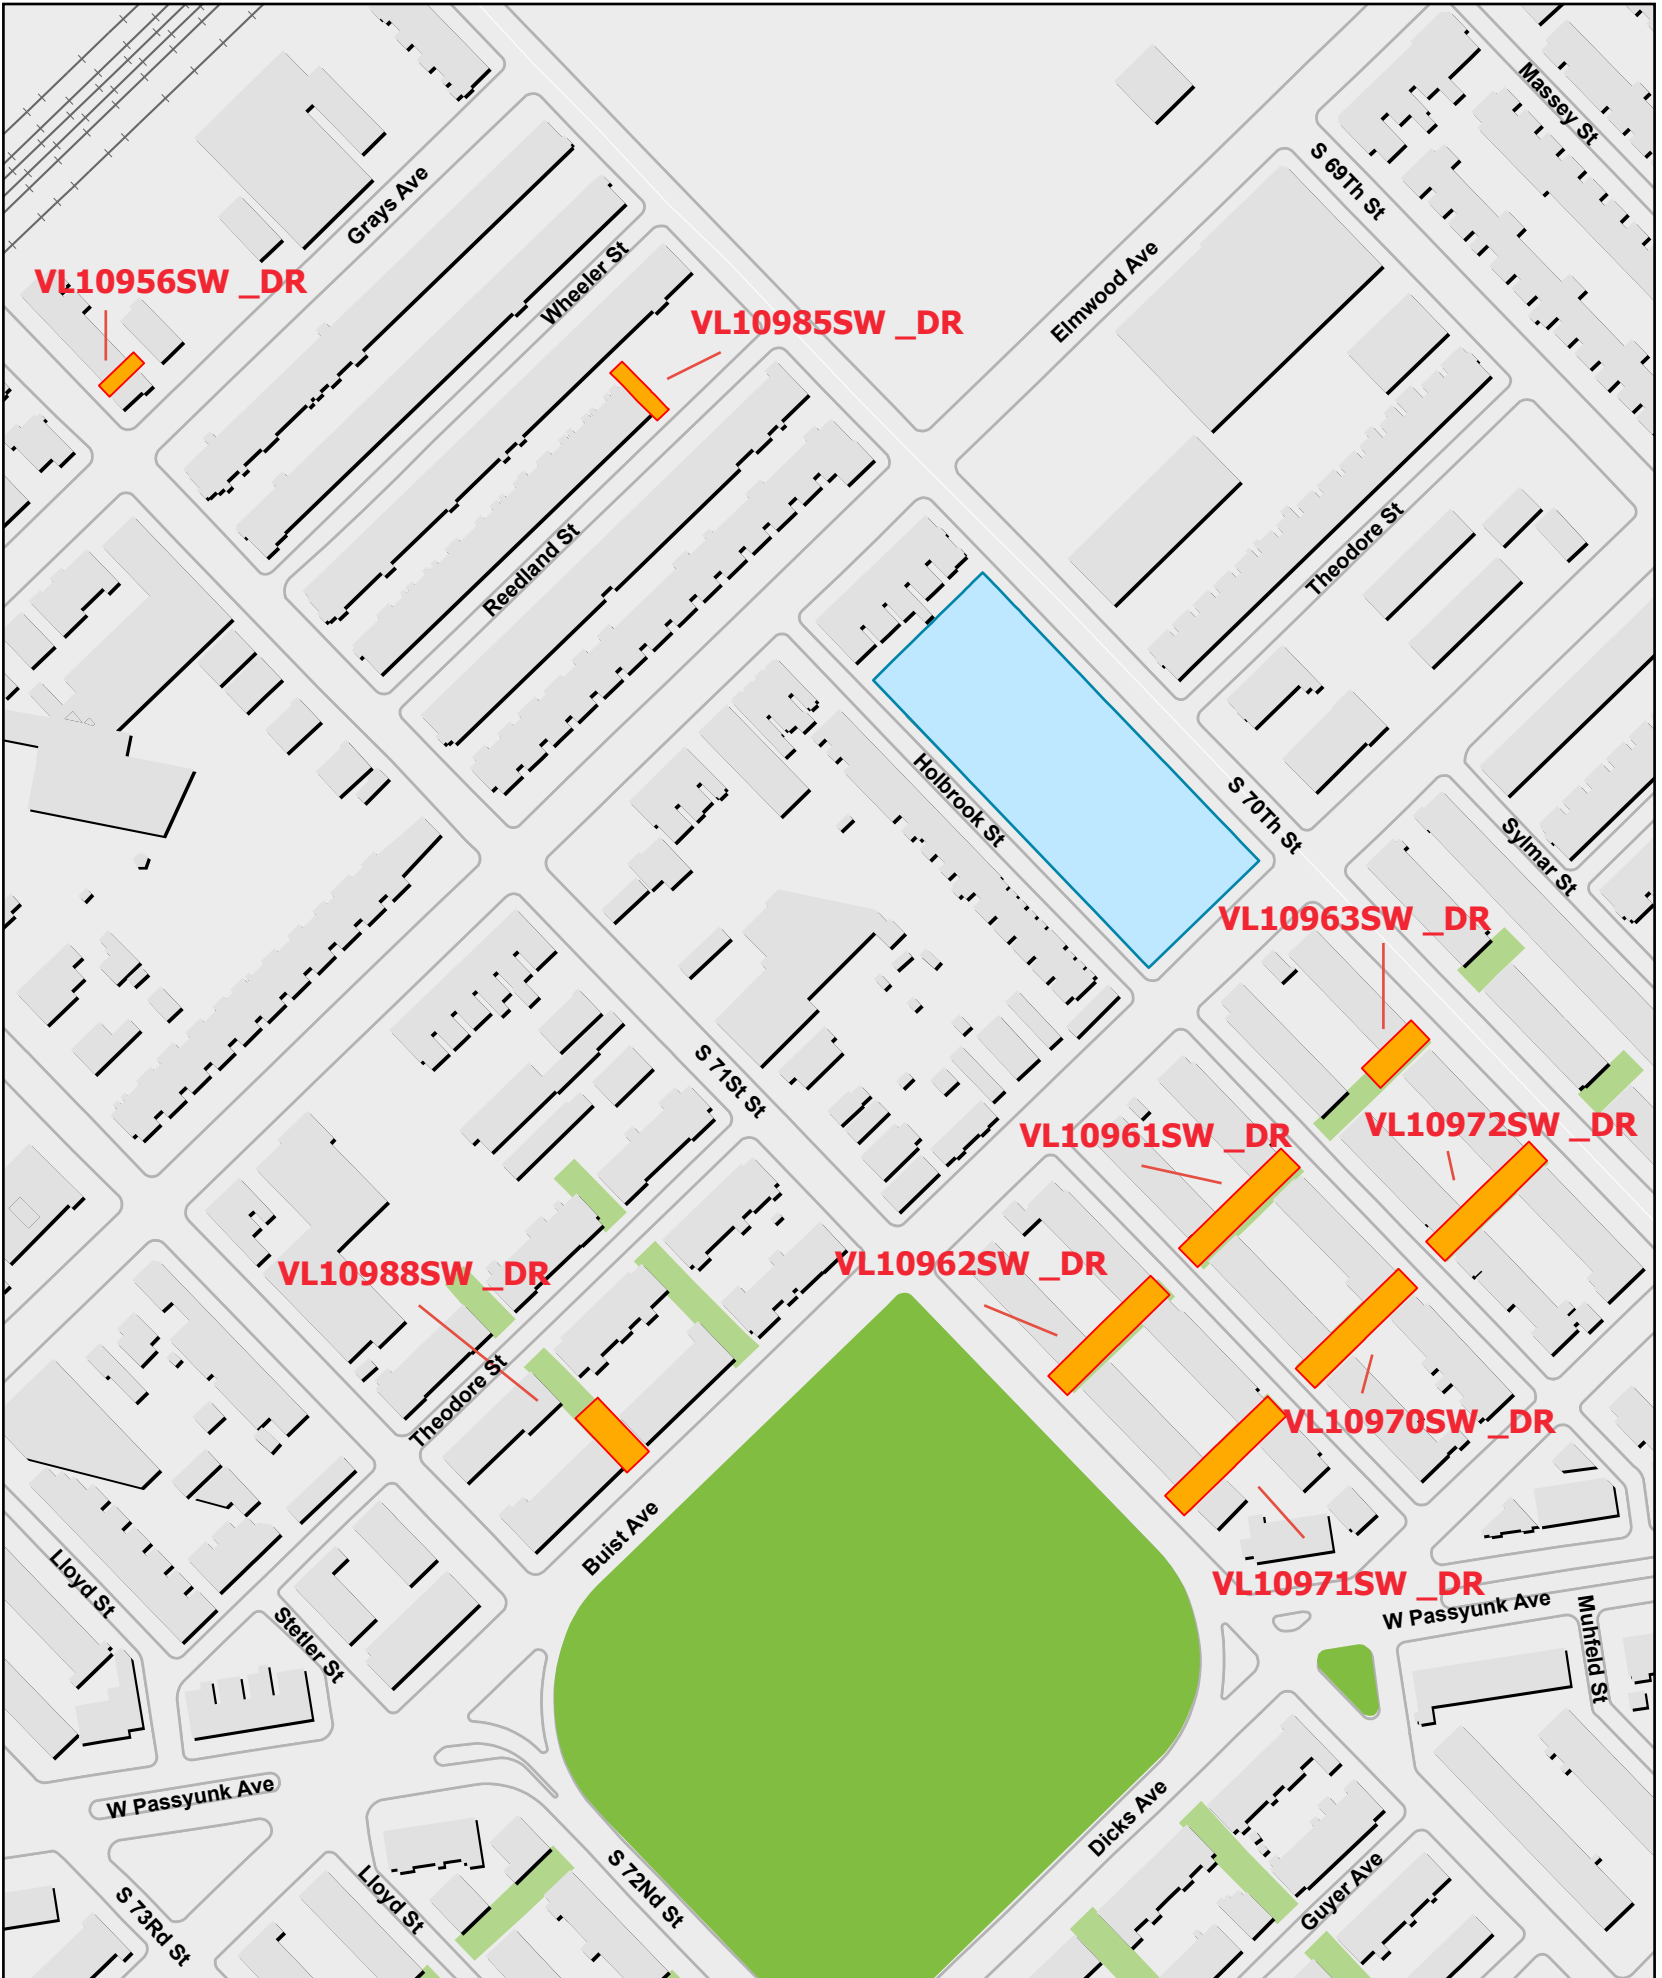 Massey St
S 69Th St
Grays Ave
Elmwood Ave
Wheeler St
VL10956SW _DR
VL10985SW _DR
Theodore St
Reedland St
Holbrook St
S 70Th St
Sylmar St
VL10963SW _DR
S 71St St
VL10972SW _DR
VL10961SW _DR
VL10962SW _DR
VL10988SW _DR
Theodore St
VL10970SW _DR
Buist Ave
Lloyd St
VL10971SW _DR
W Passyunk Ave
Stetler St
Muhfeld St
W Passyunk Ave
Dicks Ave
Lloyd St
S 72Nd St
Guyer Ave
S 73Rd St